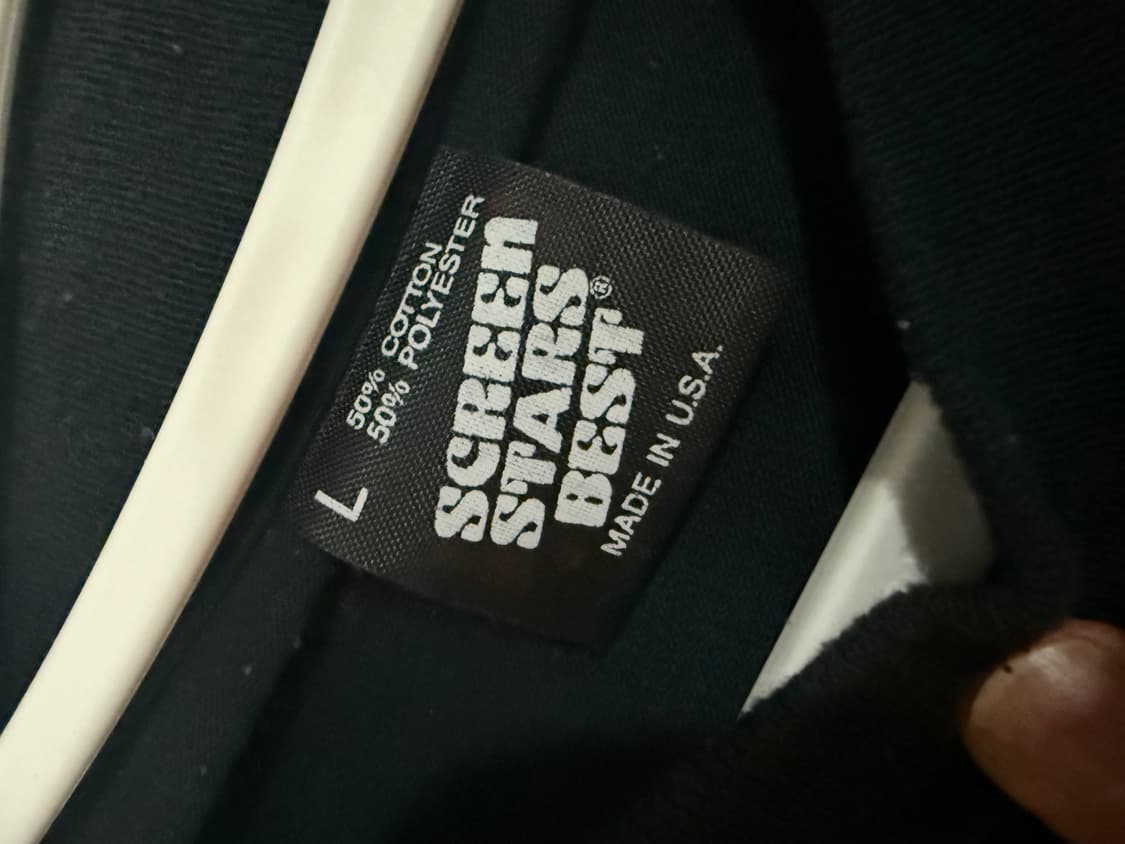 L
50% COTTON
50% POLYESTER
SCREEN
STARS
BEST®
MADE IN U.S.A.